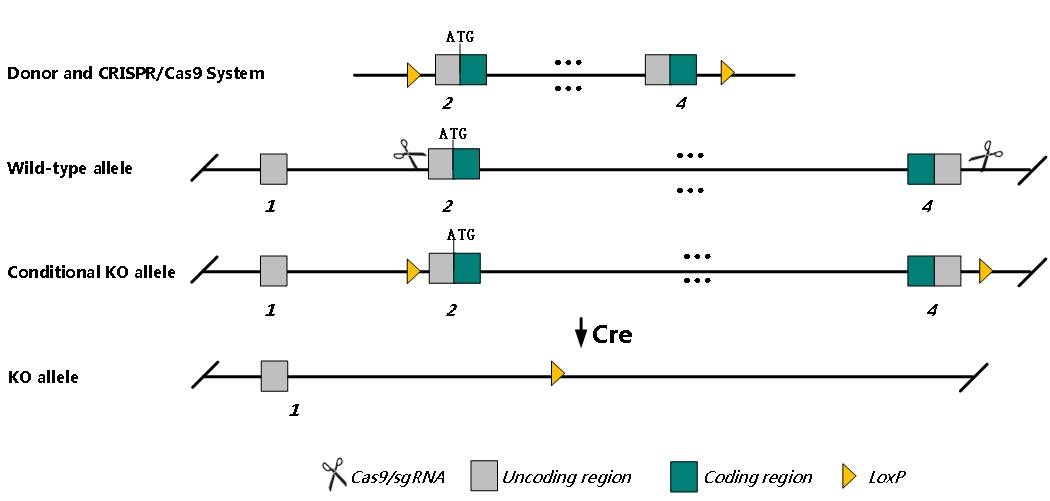 ATG
Donor and CRISPR/Cas9 System
2 4
ATG
Wild-type allele
1 2 4
ATG
Conditional KO allele
1 2 4
Cre
KO allele
1
Cas9/sgRNA Uncoding region Coding region LoxP